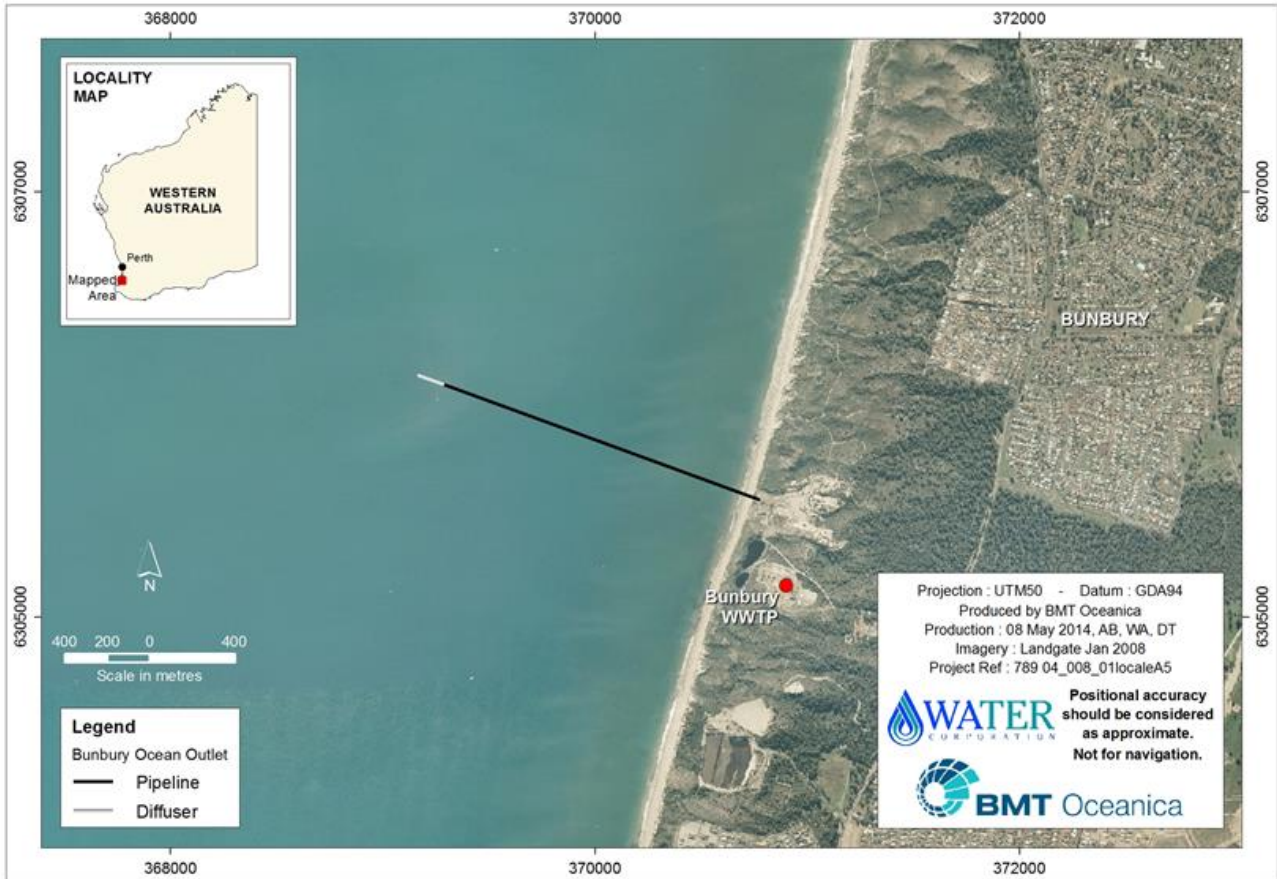 368000
370000
372000
LOCALITY
MAP
WESTERN
AUSTRALIA
Perth
Mapped
Area
6307000
6307000
BUNBURY
Bunbury
WWTP
N
6305000
6305000
400 200 0 400
Scale in metres
Legend
Bunbury Ocean Outlet
Pipeline
Diffuser
Projection : UTM50 - Datum : GDA94
Produced by BMT Oceanica
Production : 08 May 2014, AB, WA, DT
Imagery : Landgate Jan 2008
Project Ref : 789 04_008_01localeA5
WATER
CORPORATION
Positional accuracy
should be considered
as approximate.
Not for navigation.
BMT Oceanica
368000
370000
372000